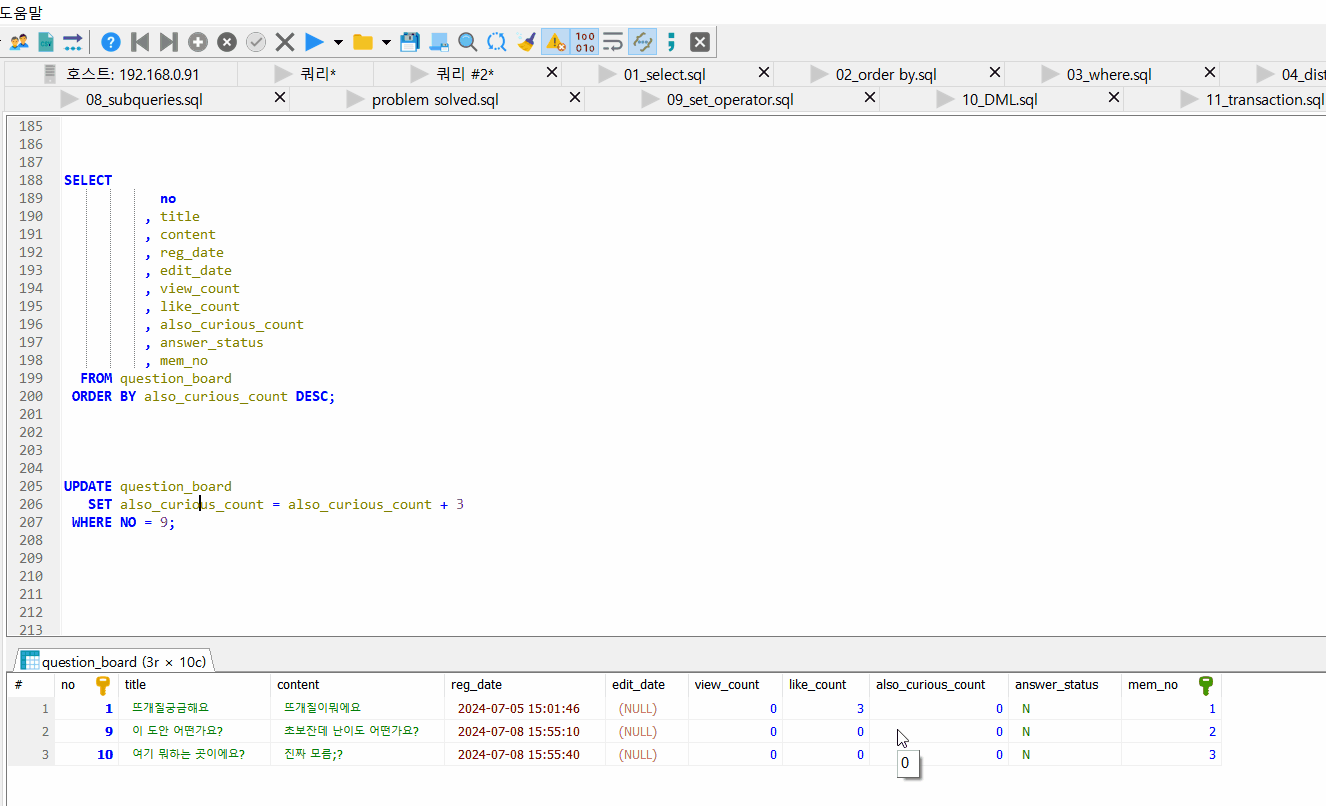 도움말
호스트: 192.168.0.91 쿼리* 쿼리 #2* 01_select.sql 02_order by.sql 03_where.sql 04_dist
08_subqueries.sql problem solved.sql 09_set_operator.sql 10_DML.sql 11_transaction.sql
185
186
187
188 SELECT
189 no
190 , title
191 , content
192 , reg_date
193 , edit_date
194 , view_count
195 , like_count
196 , also_curious_count
197 , answer_status
198 , mem_no
199 FROM question_board
200 ORDER BY also_curious_count DESC;
201
202
203
204
205 UPDATE question_board
206 SET also_curious_count = also_curious_count + 3
207 WHERE NO = 9;
208
209
210
211
212
213
question_board (3r × 10c)
# no title content reg_date edit_date view_count like_count also_curious_count answer_status mem_no
1 1 뜨개질궁금해요 뜨개질이뭐에요 2024-07-05 15:01:46 (NULL) 0 3 0 N 1
2 9 이 도안 어떤가요? 초보잔데 난이도 어떤가요? 2024-07-08 15:55:10 (NULL) 0 0 0 N 2
3 10 여기 뭐하는 곳이에요? 진짜 모름;? 2024-07-08 15:55:40 (NULL) 0 0 0 N 3
0